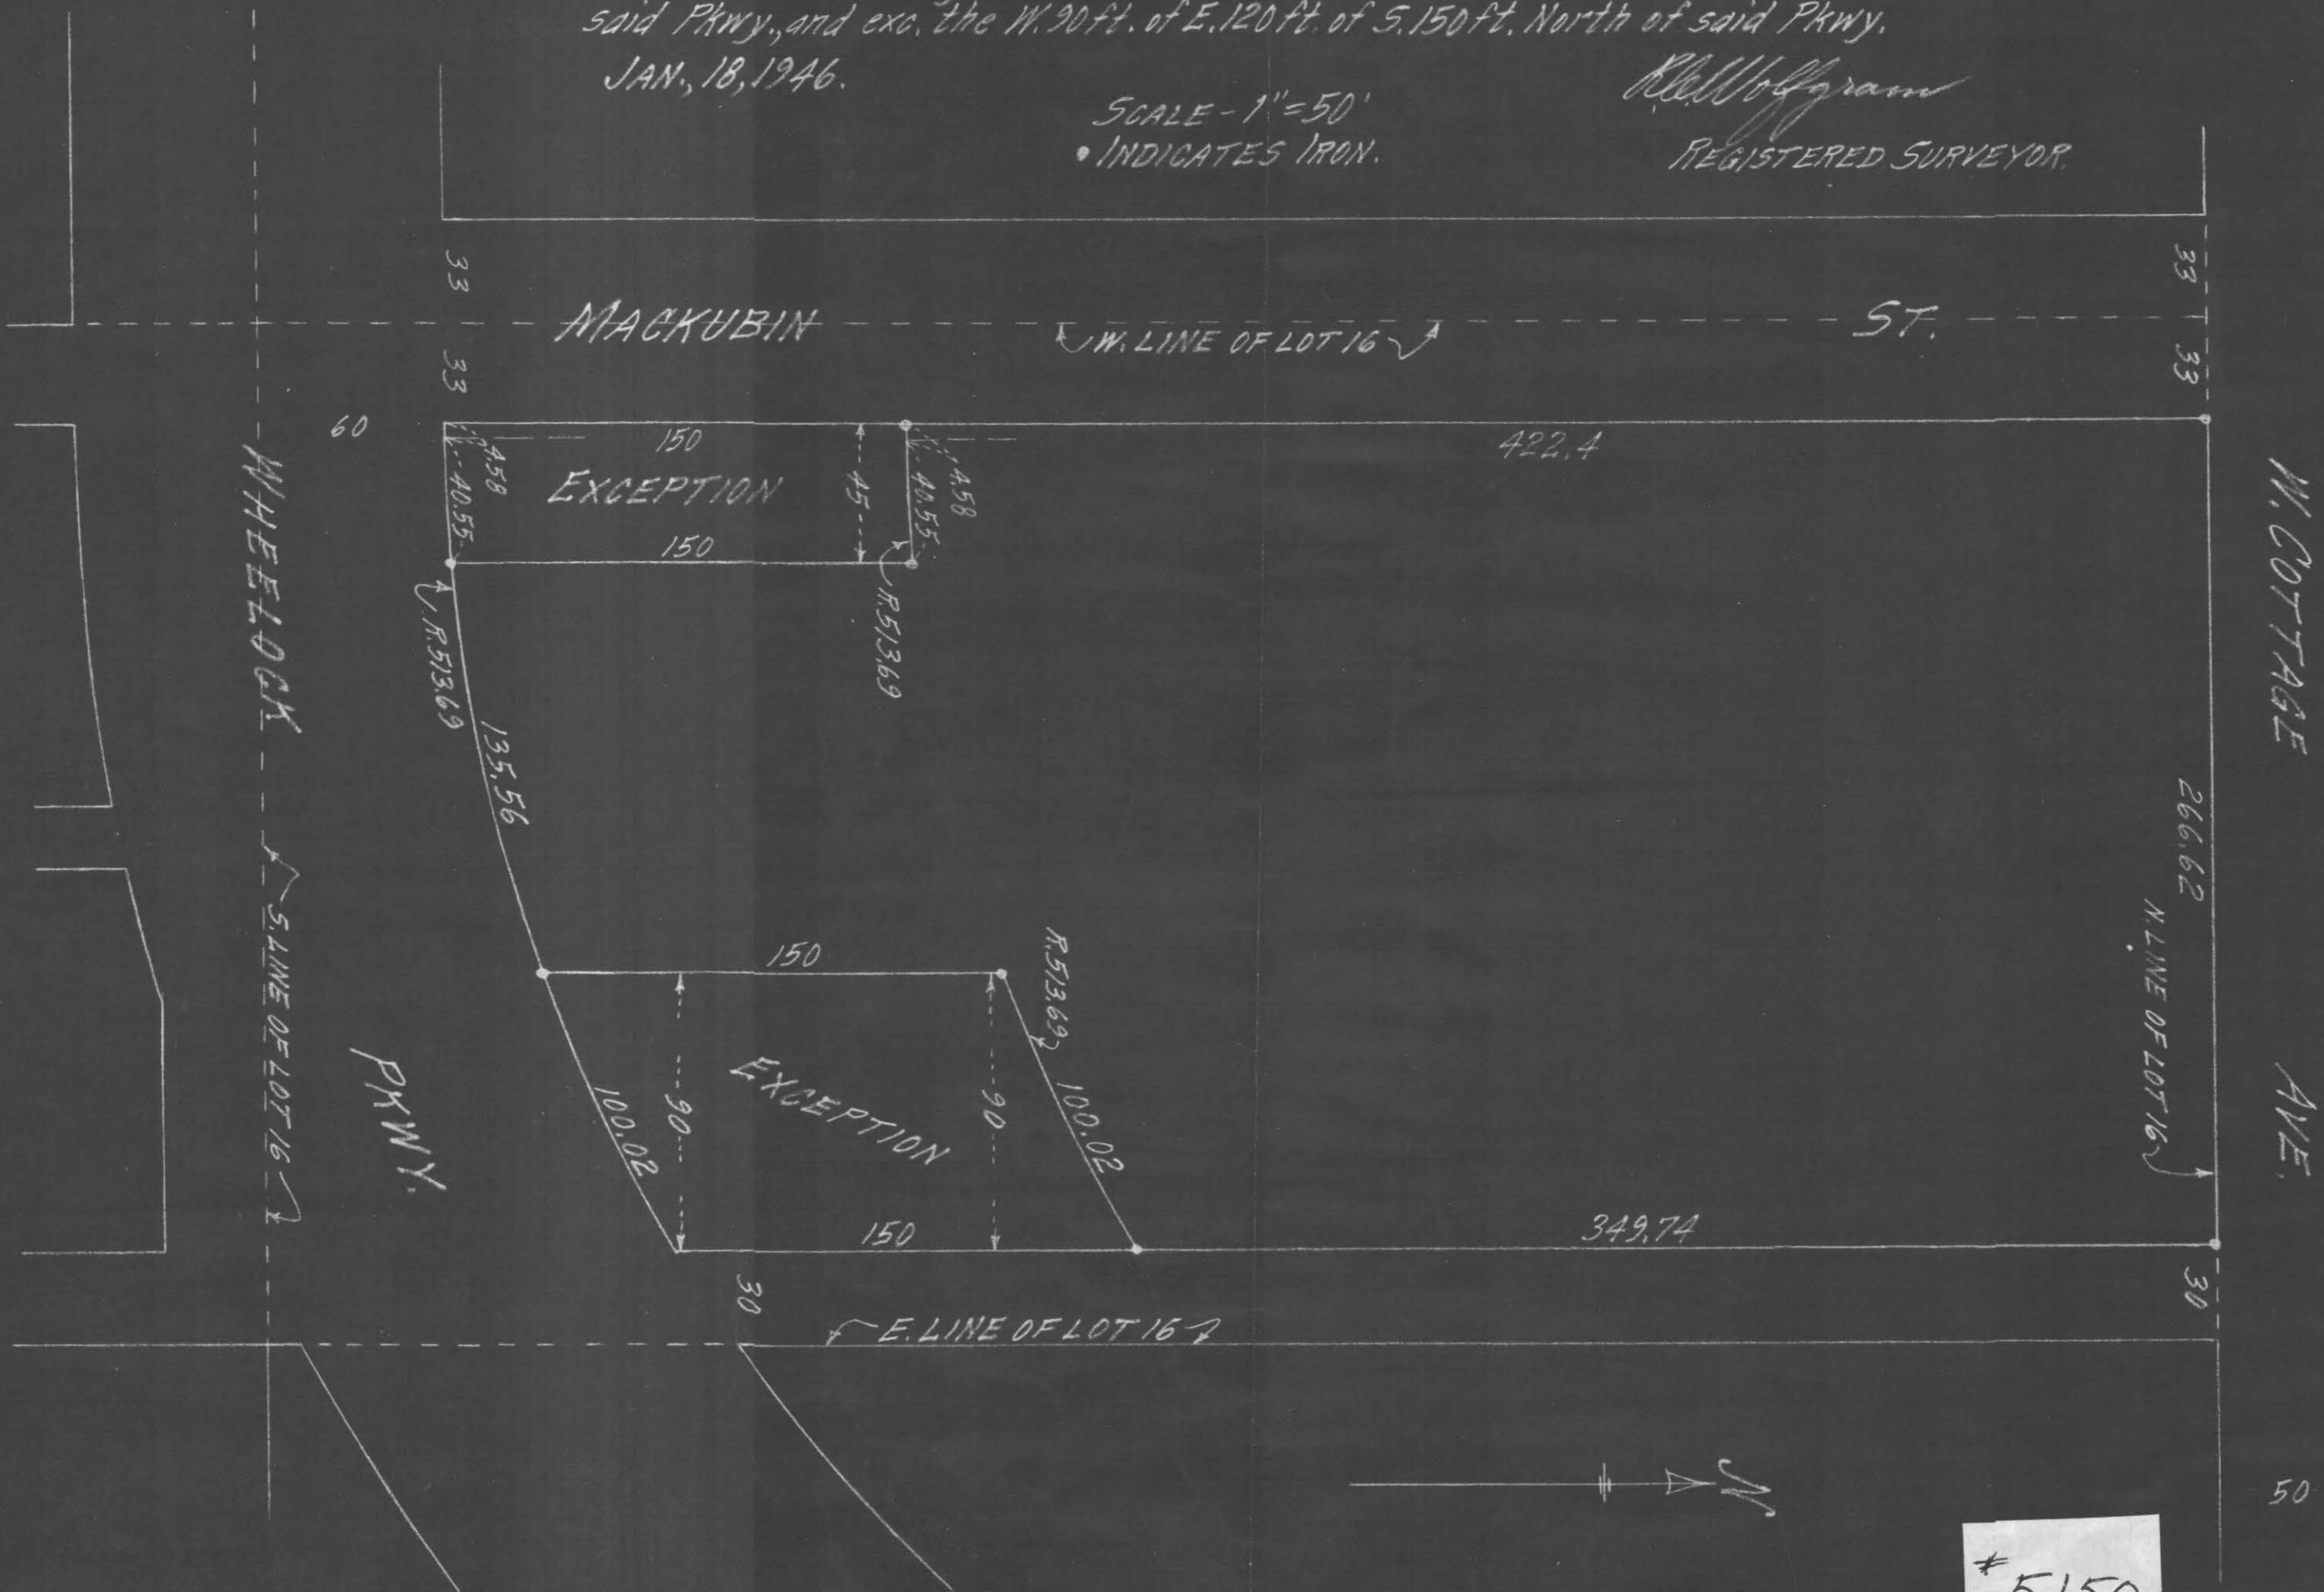 said Pkwy., and exc. the W. 90 ft. of E. 120 ft. of S. 150 ft. North of said Pkwy.
JAN., 18, 1946.
SCALE - 1" = 50'
• INDICATES IRON.
Wolfgram
REGISTERED SURVEYOR.
33
33
MACKUBIN
W. LINE OF LOT 16
ST.
33
33
60
150
422.4
4.58
40.55
EXCEPTION
45
40.55
4.58
150
WHEELOCK
R. 513.69
R. 513.69
W. COTTAGE
135.56
266.62
150
R. 513.69
N. LINE OF LOT 16
S. LINE OF LOT 16
PKWY.
100.02
90
EXCEPTION
90
100.02
AVE.
150
349.74
30
30
E. LINE OF LOT 16
N
50
# 5150